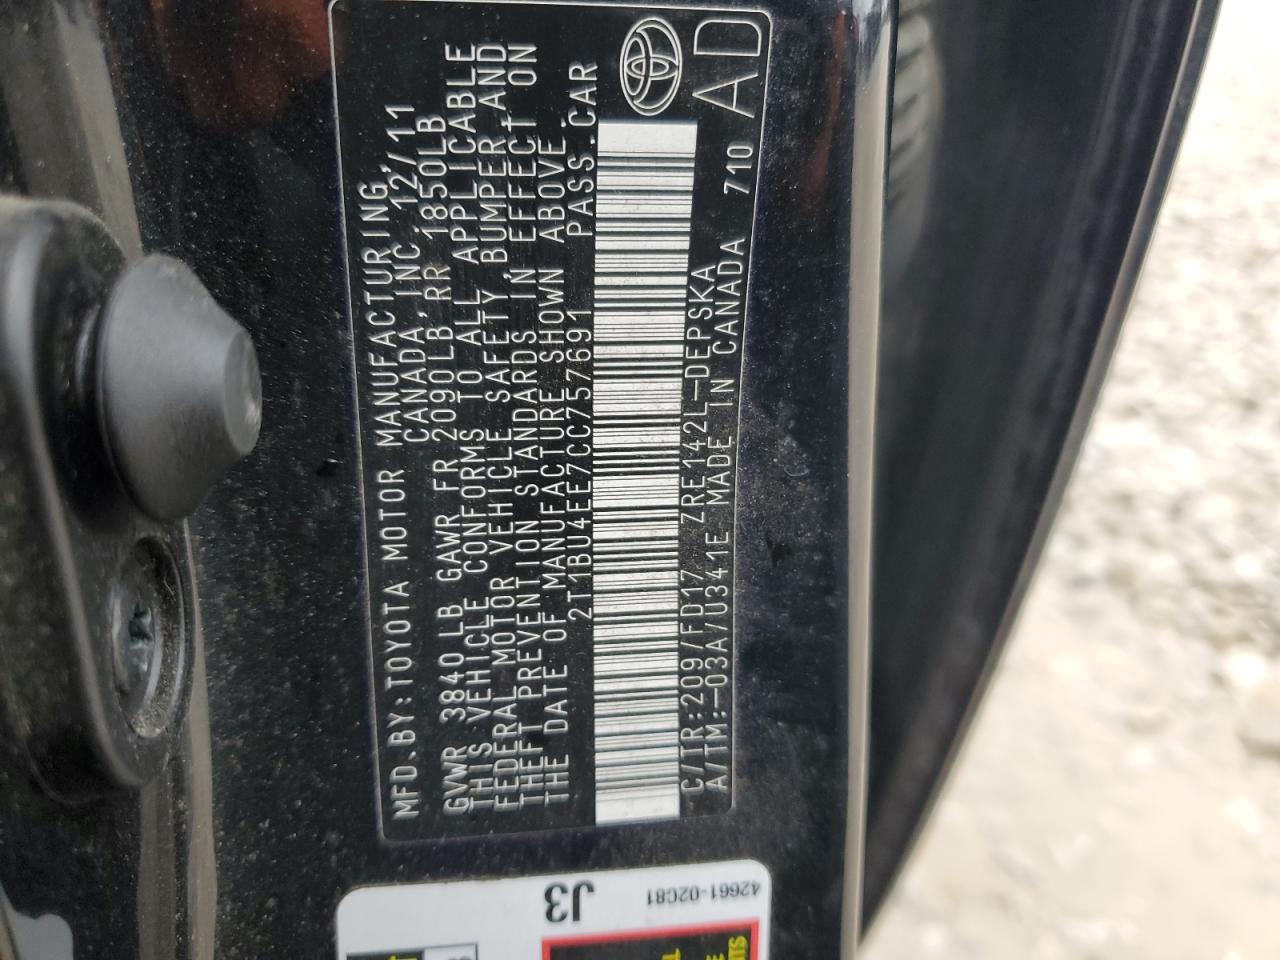 MFD.BY:TOYOTA MOTOR MANUFACTURING
CANADA, INC. 12/11
GVWR 3840LB GAWR FR 2090LB RR 1850LB
THIS VEHICLE CONFORMS TO ALL APPLICABLE
FEDERAL MOTOR VEHICLE SAFETY, BUMPER, AND
THEFT PREVENTION STANDARDS IN EFFECT ON
THE DATE OF MANUFACTURE SHOWN ABOVE.
2T1BU4EE7CC757691 PASS.CAR
C/TR:209/FD17 ZRE142L-DEPSKA
A/TM:-03A/U341E MADE IN CANADA 710
AD
J3
42661-02C81